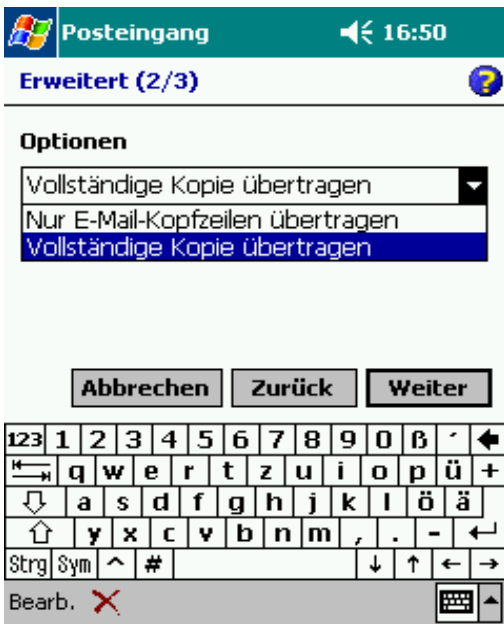 Posteingang 16:50
Erweitert (2/3)
Optionen
Vollständige Kopie übertragen
Nur E-Mail-Kopfzeilen übertragen
Vollständige Kopie übertragen
Abbrechen Zurück Weiter
123 1 2 3 4 5 6 7 8 9 0 ß ´
q w e r t z u i o p ü +
a s d f g h j k l ö ä
y x c v b n m , . -
Strg Sym ^ # ↓ ↑ ← →
Bearb.